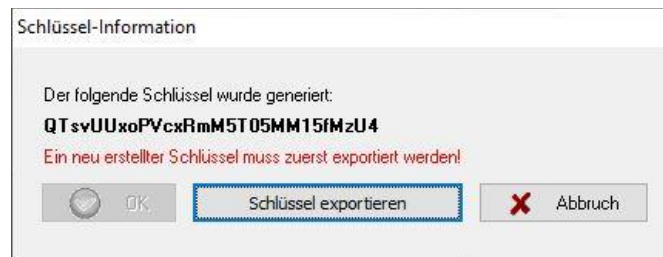 Schlüssel-Information
Der folgende Schlüssel wurde generiert:
QTsvUUxoPVcxRmM5T05MM15fMzU4
Ein neu erstellter Schlüssel muss zuerst exportiert werden!
OK Schlüssel exportieren Abbruch